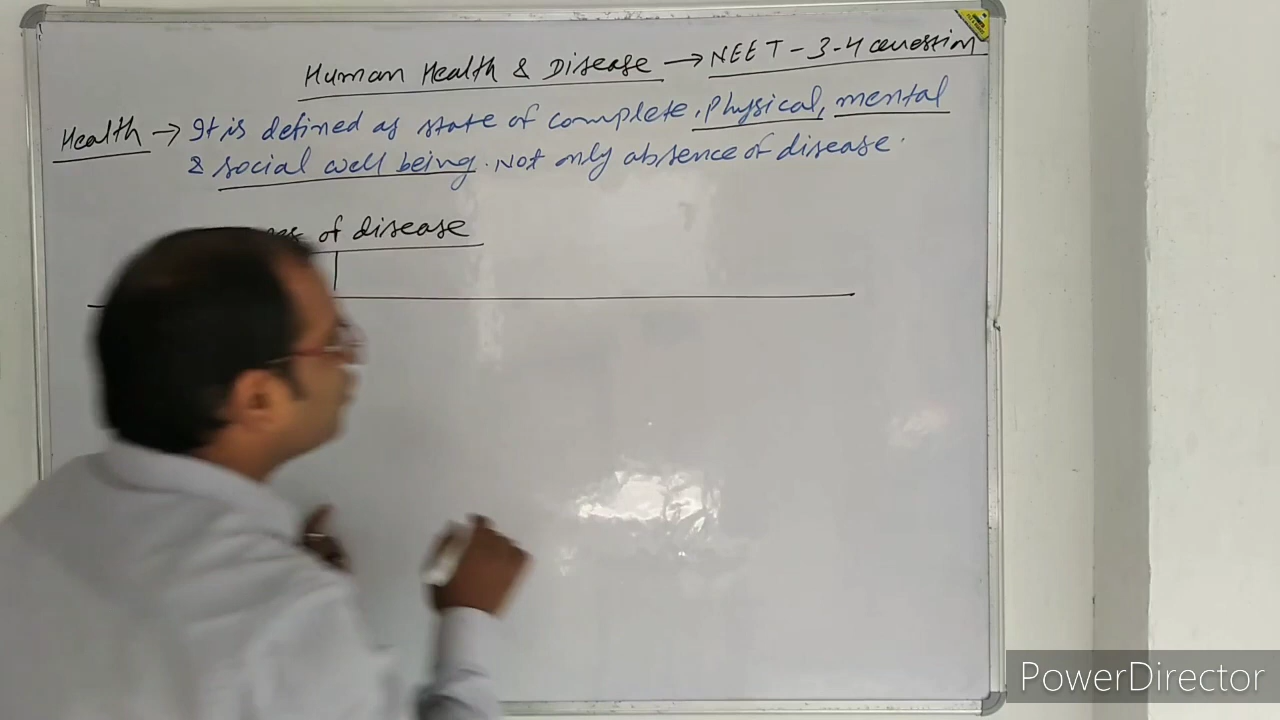 Human Health & Disease → NEET - 3-4 question
Health → It is defined as state of complete, physical, mental
& social well being. Not only absence of disease.
of disease
PowerDirector